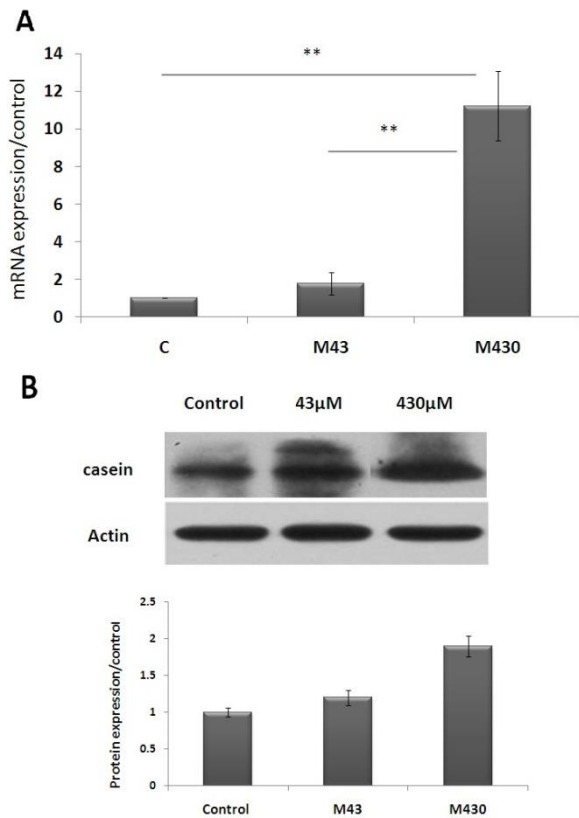 A
**
**
mRNA expression/control
14
12
10
8
6
4
2
0
C M43 M430
B
Control 43µM 430µM
casein
Actin
Protein expression/control
2.5
2
1.5
1
0.5
0
Control M43 M430